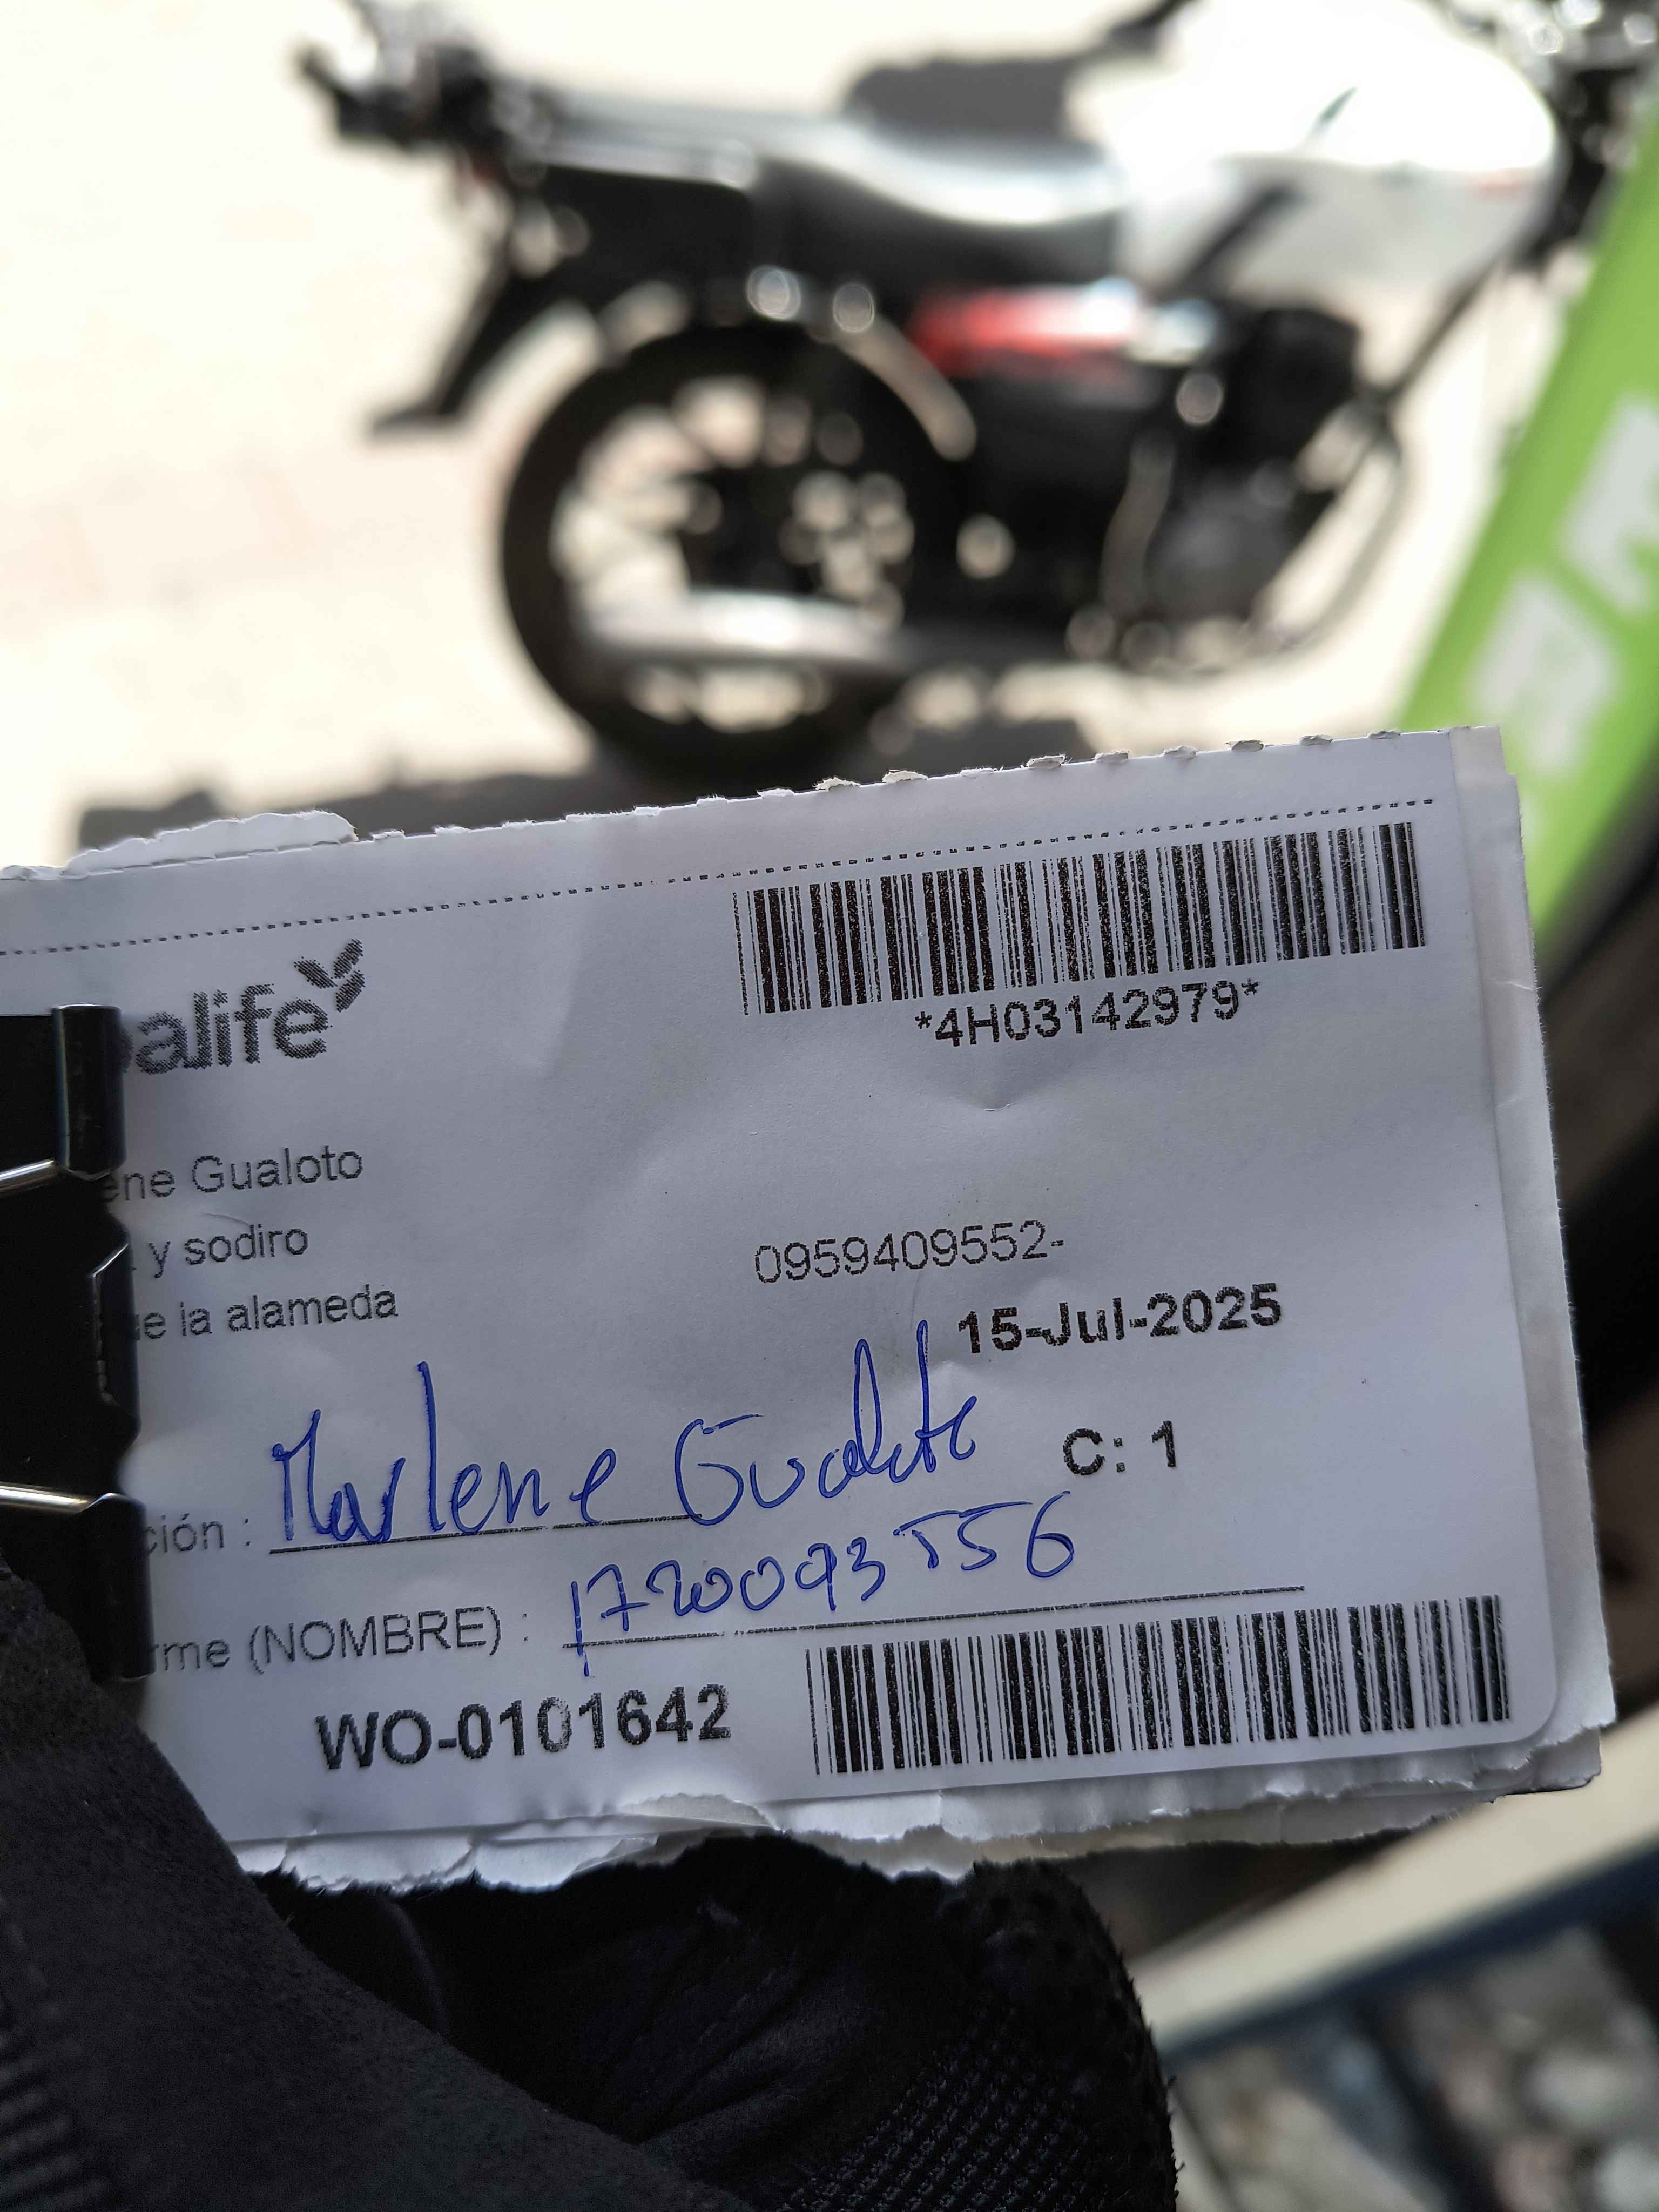 *4H03142979*
alife
ene Gualoto
y sodiro
0959409552-
e la alameda
15-Jul-2025
Marlene Gualoto
C: 1
ción :
1720093556
rme (NOMBRE) :
WO-0101642